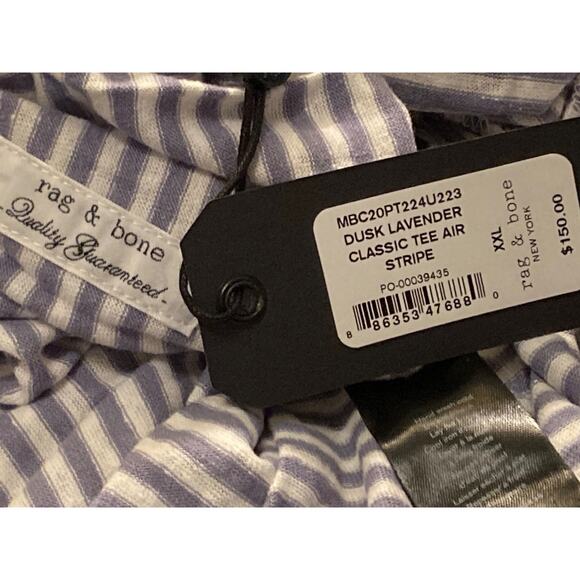 rag & bone
-Quality Guaranteed-
MBC20PT224U223
DUSK LAVENDER
CLASSIC TEE AIR
STRIPE
PO-00039435
8 86353 47688 0
XXL
rag & bone
NEW YORK
$150.00